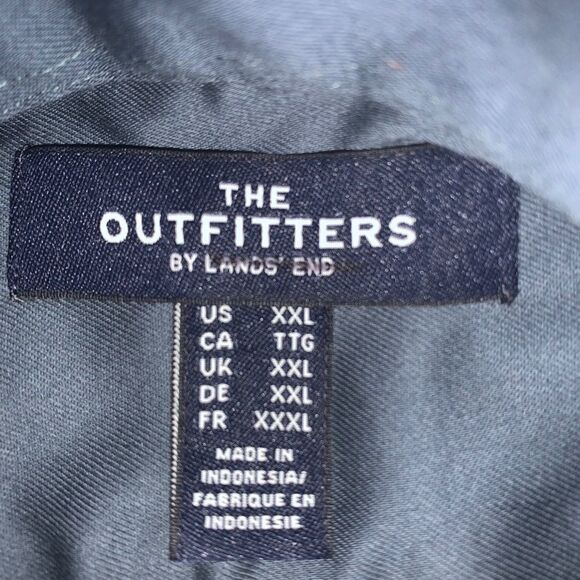 THE
OUTFITTERS
BY LANDS' END
US XXL
CA TTG
UK XXL
DE XXL
FR XXXL
MADE IN
INDONESIA/
FABRIQUE EN
INDONESIE